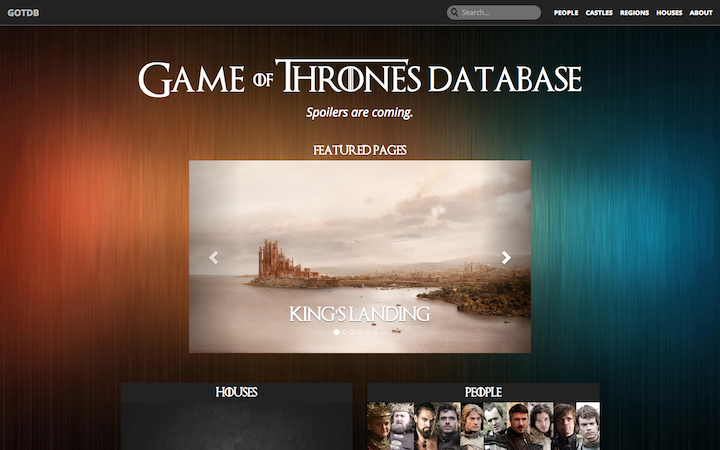 GOTDB
Search...
PEOPLE CASTLES REGIONS HOUSES ABOUT
GAME OF THRONES DATABASE
Spoilers are coming.
FEATURED PAGES
KING'S LANDING
HOUSES
PEOPLE